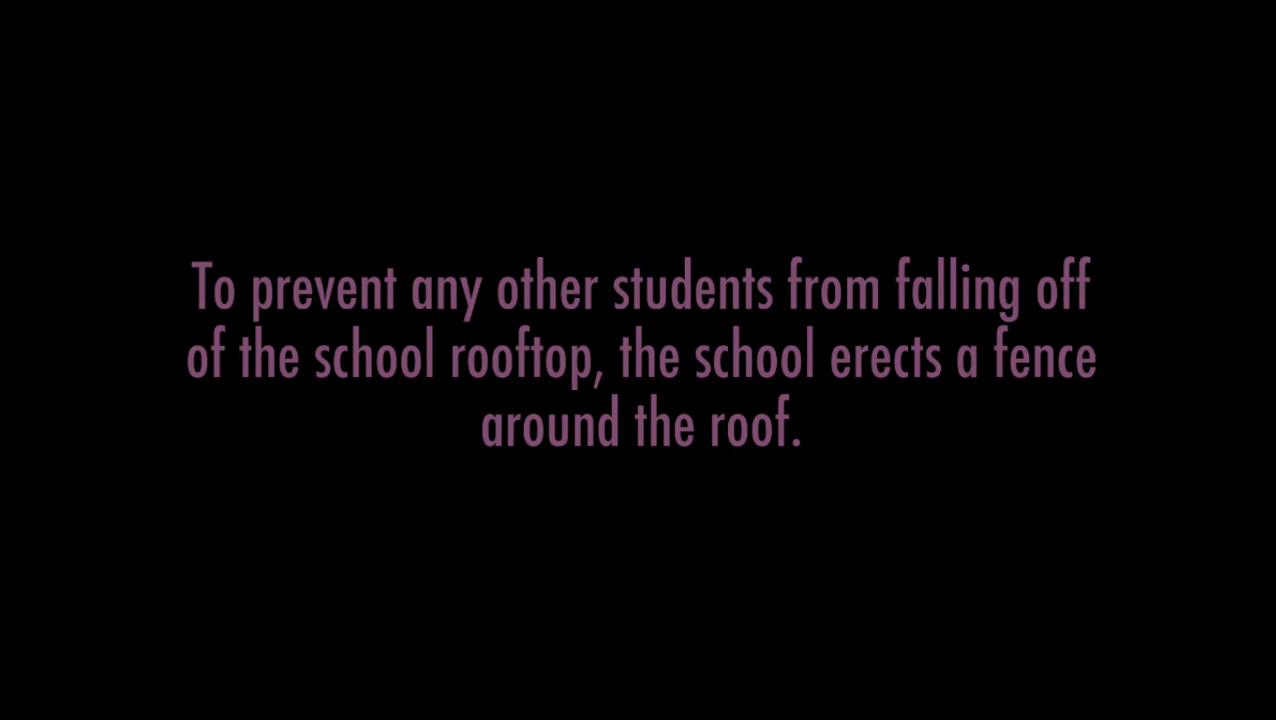 To prevent any other students from falling off
of the school rooftop, the school erects a fence
around the roof.